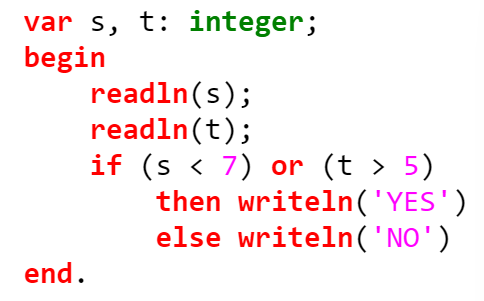 var s, t: integer;
begin
    readln(s);
    readln(t);
    if (s < 7) or (t > 5)
        then writeln('YES')
        else writeln('NO')
end.